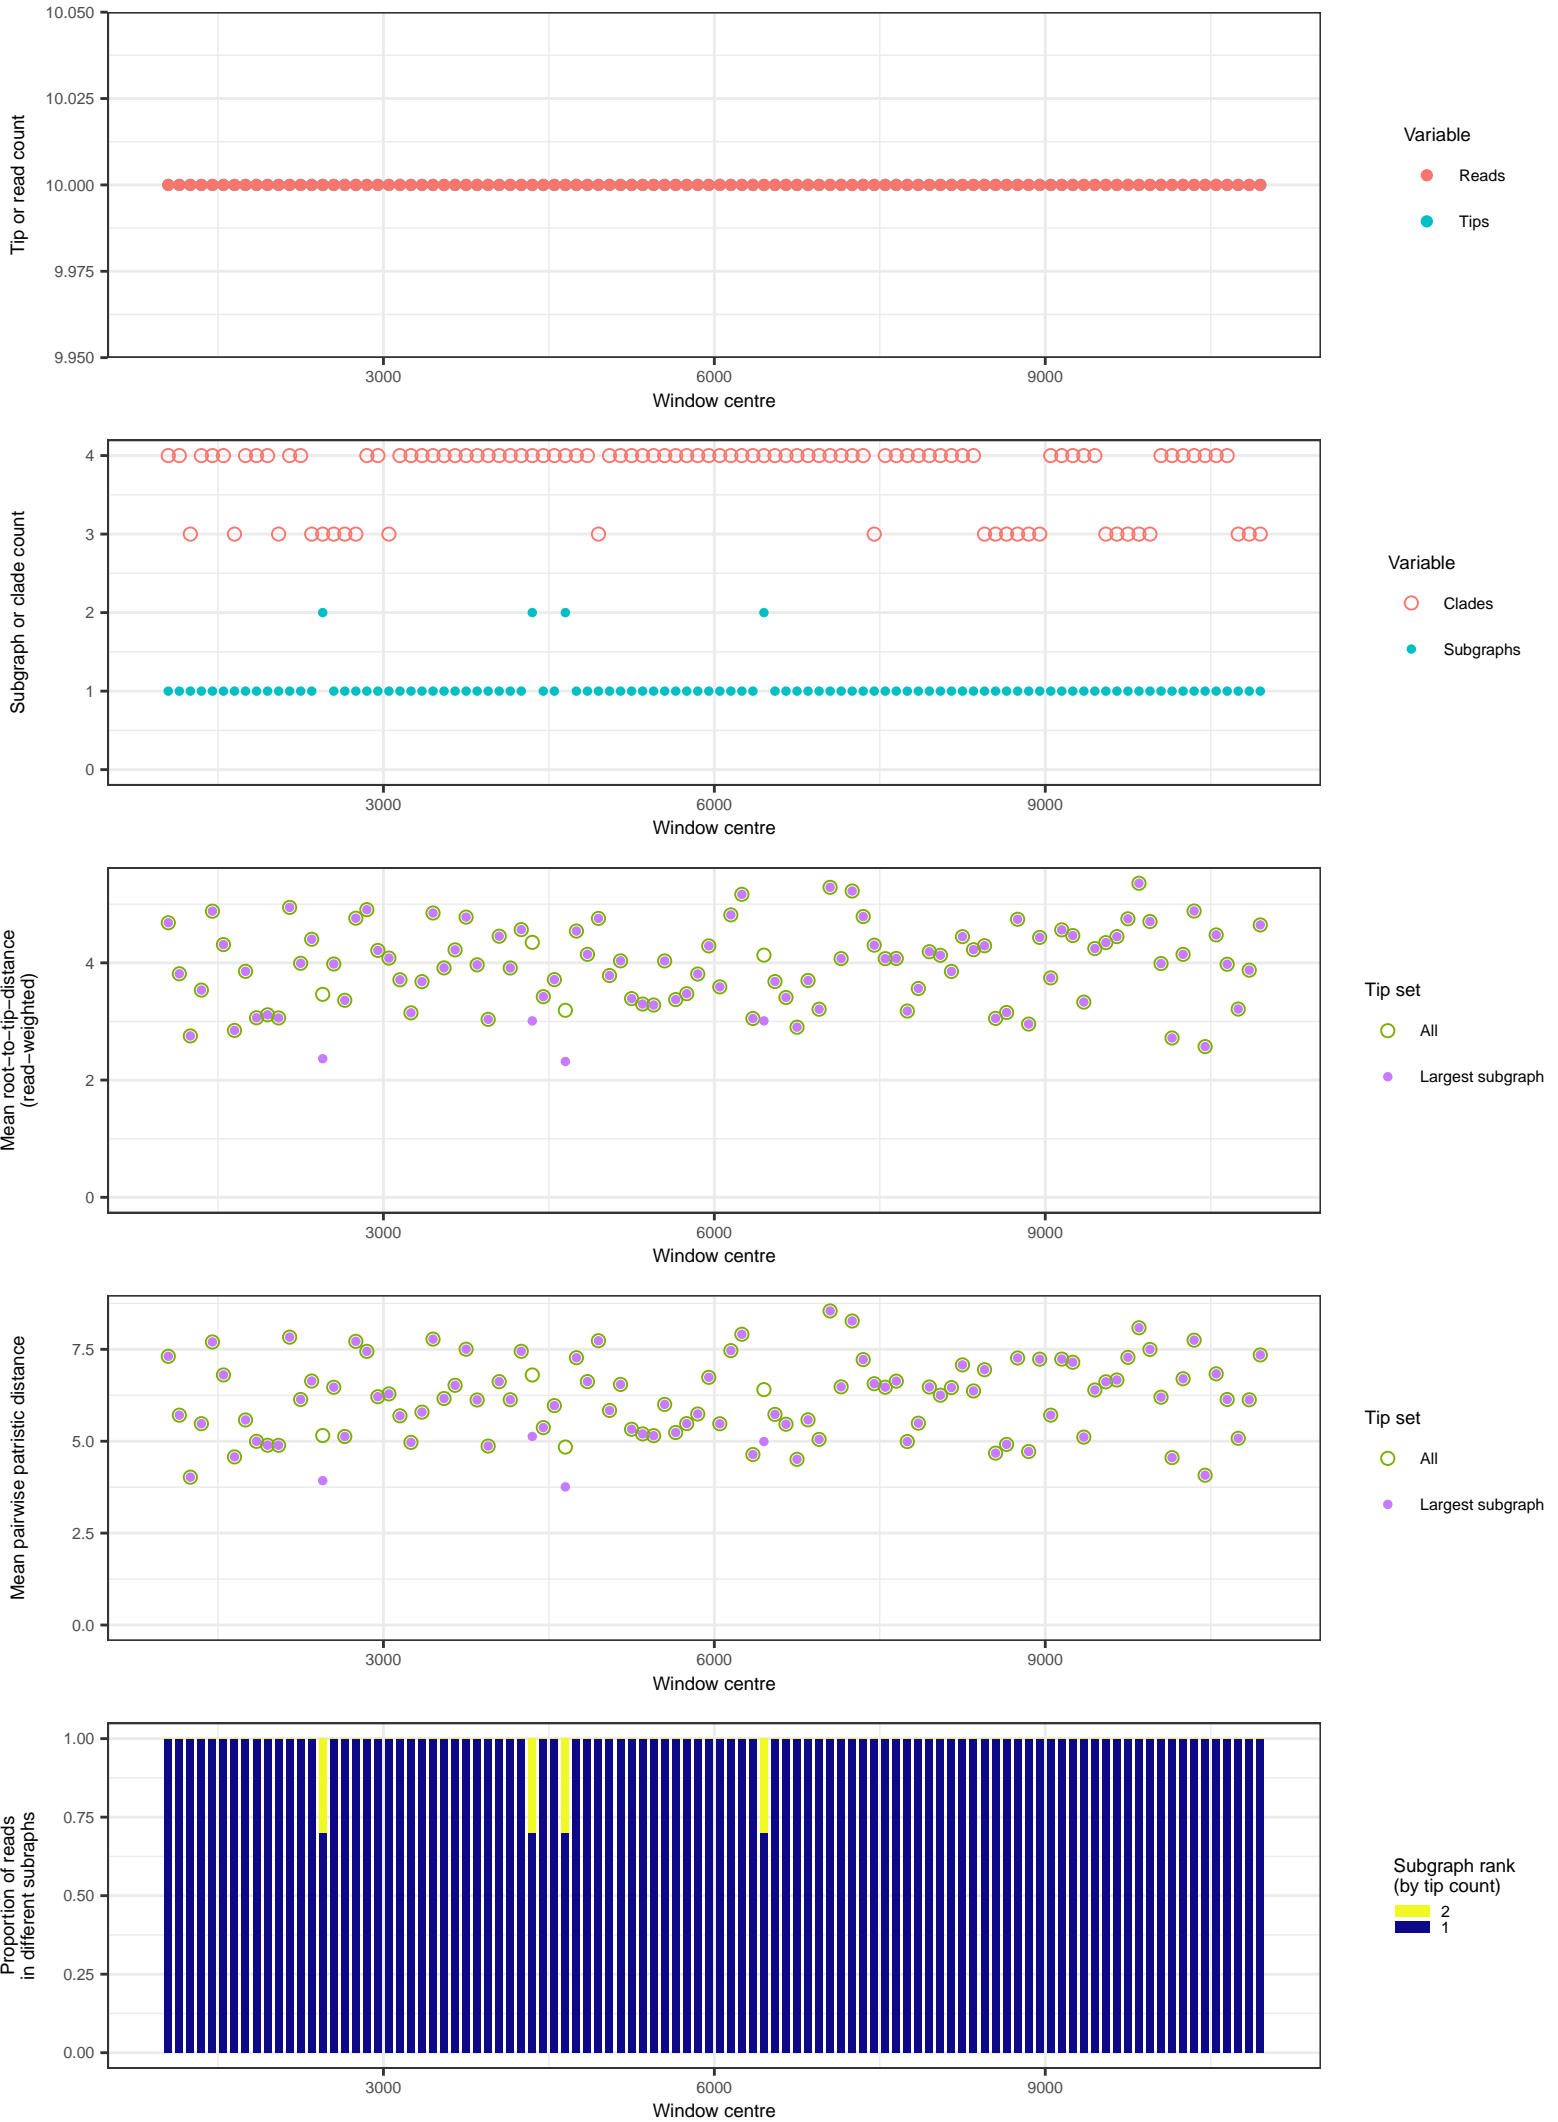 10.050
10.025
10.000
9.975
9.950
Tip or read count
3000 6000 9000
Window centre
Variable
Reads
Tips
4
3
2
1
0
Subgraph or clade count
3000 6000 9000
Window centre
Variable
Clades
Subgraphs
4
2
0
Mean root−to−tip−distance
(read−weighted)
3000 6000 9000
Window centre
Tip set
All
Largest subgraph
7.5
5.0
2.5
0.0
Mean pairwise patristic distance
3000 6000 9000
Window centre
Tip set
All
Largest subgraph
1.00
0.75
0.50
0.25
0.00
Proportion of reads
in different subraphs
3000 6000 9000
Window centre
Subgraph rank
(by tip count)
2
1